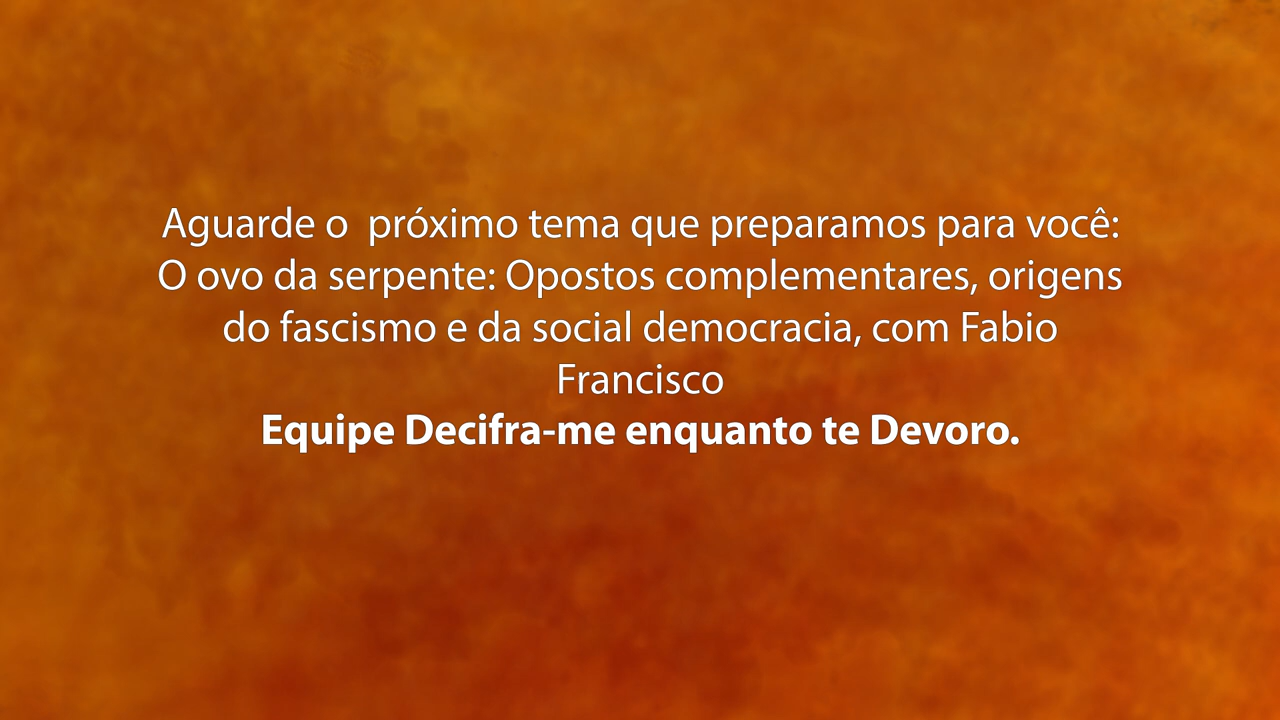 Aguarde o  próximo tema que preparamos para você:
O ovo da serpente: Opostos complementares, origens
do fascismo e da social democracia, com Fabio
Francisco
Equipe Decifra-me enquanto te Devoro.